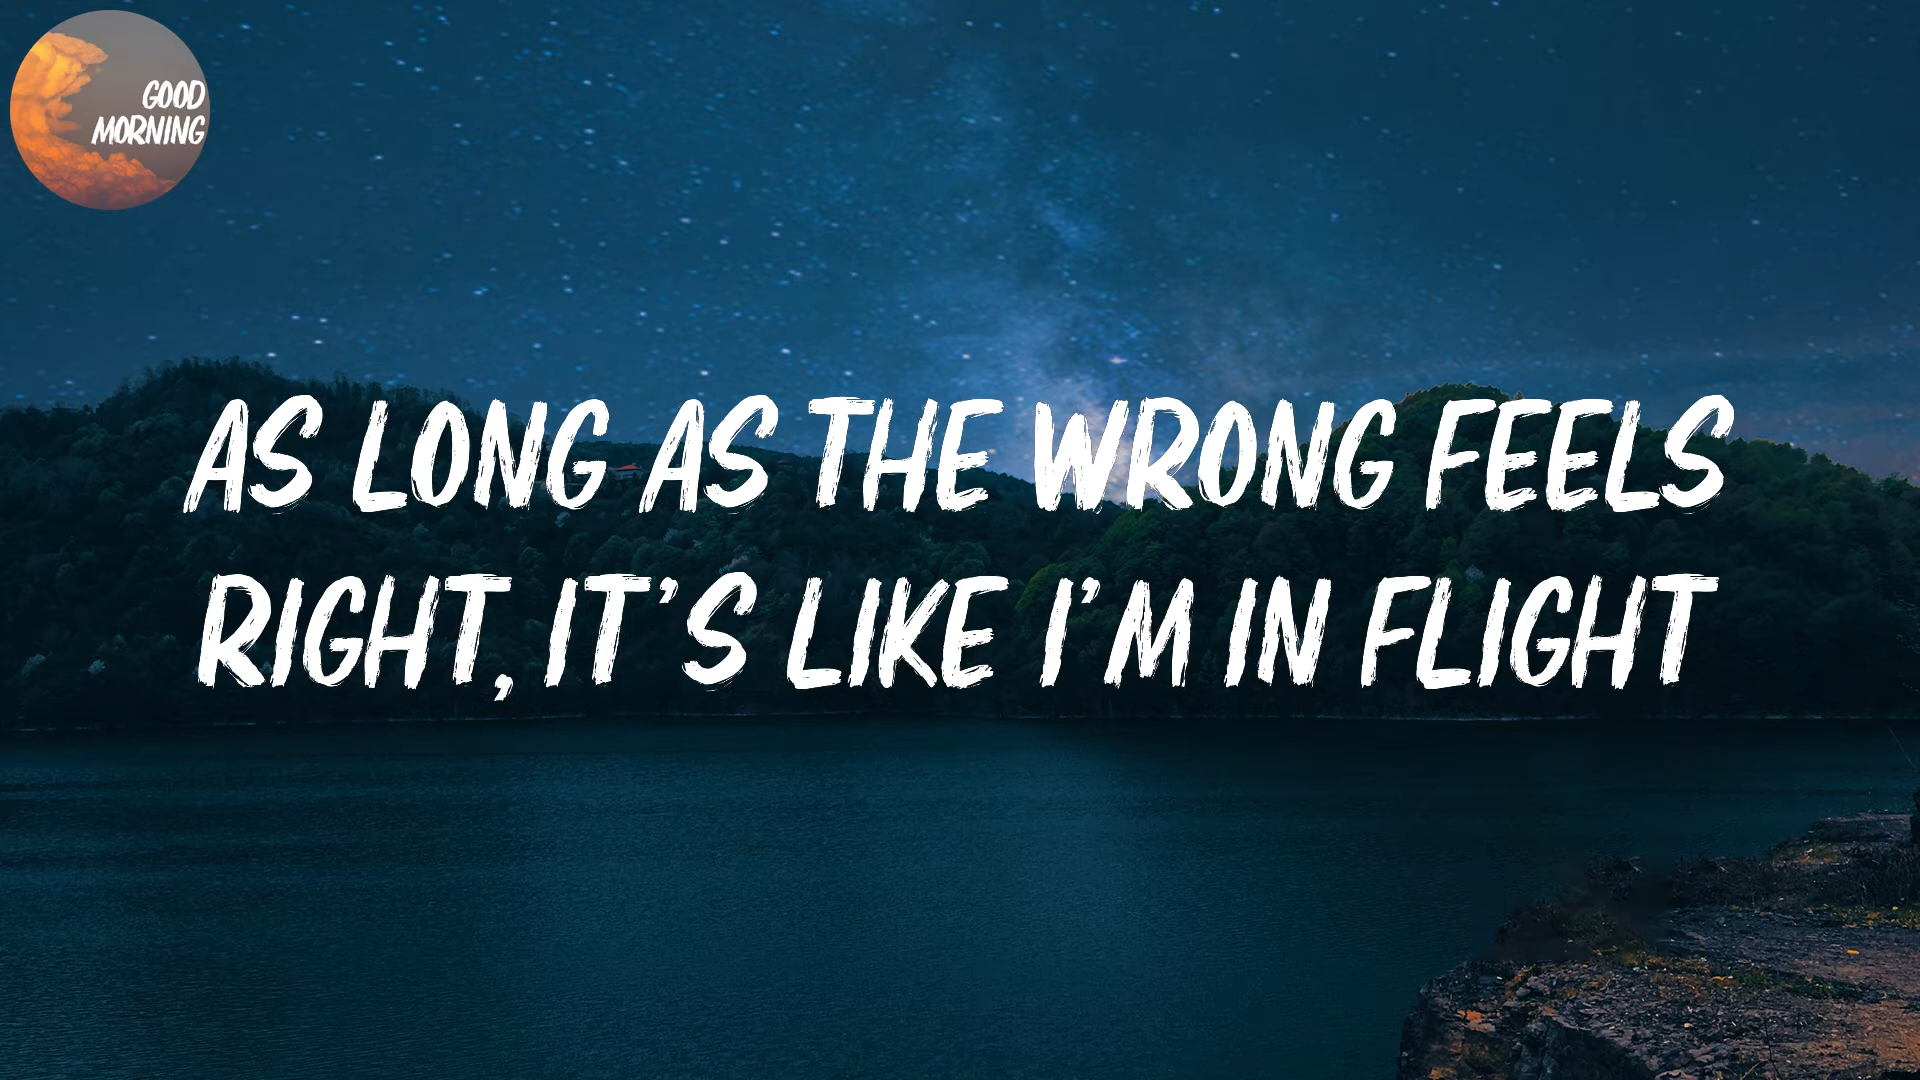 GOOD
MORNING
AS LONG AS THE WRONG FEELS
RIGHT, IT'S LIKE I'M IN FLIGHT